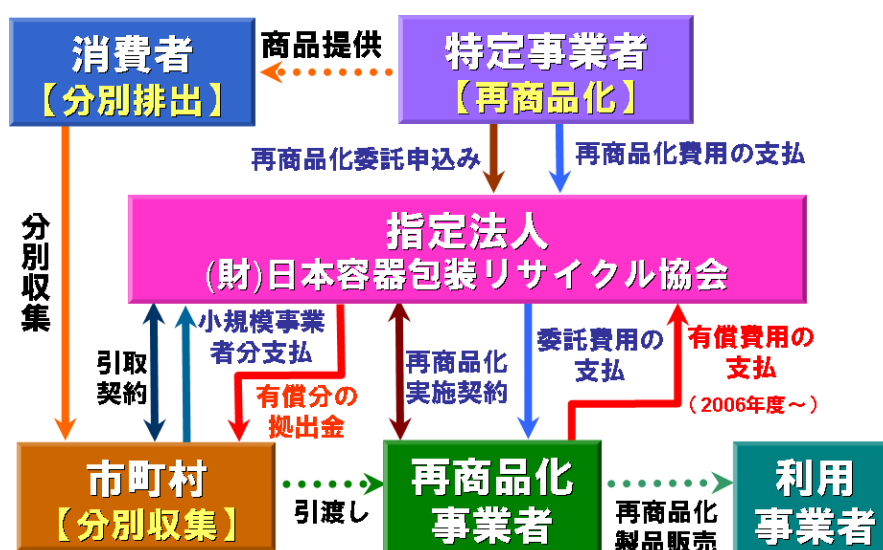 消費者
【分別排出】
商品提供
特定事業者
【再商品化】
再商品化委託申込み
再商品化費用の支払
分別収集
指定法人
(財)日本容器包装リサイクル協会
引取
契約
小規模事業
者分支払
有償分の
拠出金
再商品化
実施契約
委託費用の
支払
有償費用の
支払
（2006年度～）
市町村
【分別収集】
引渡し
再商品化
事業者
再商品化
製品販売
利用
事業者